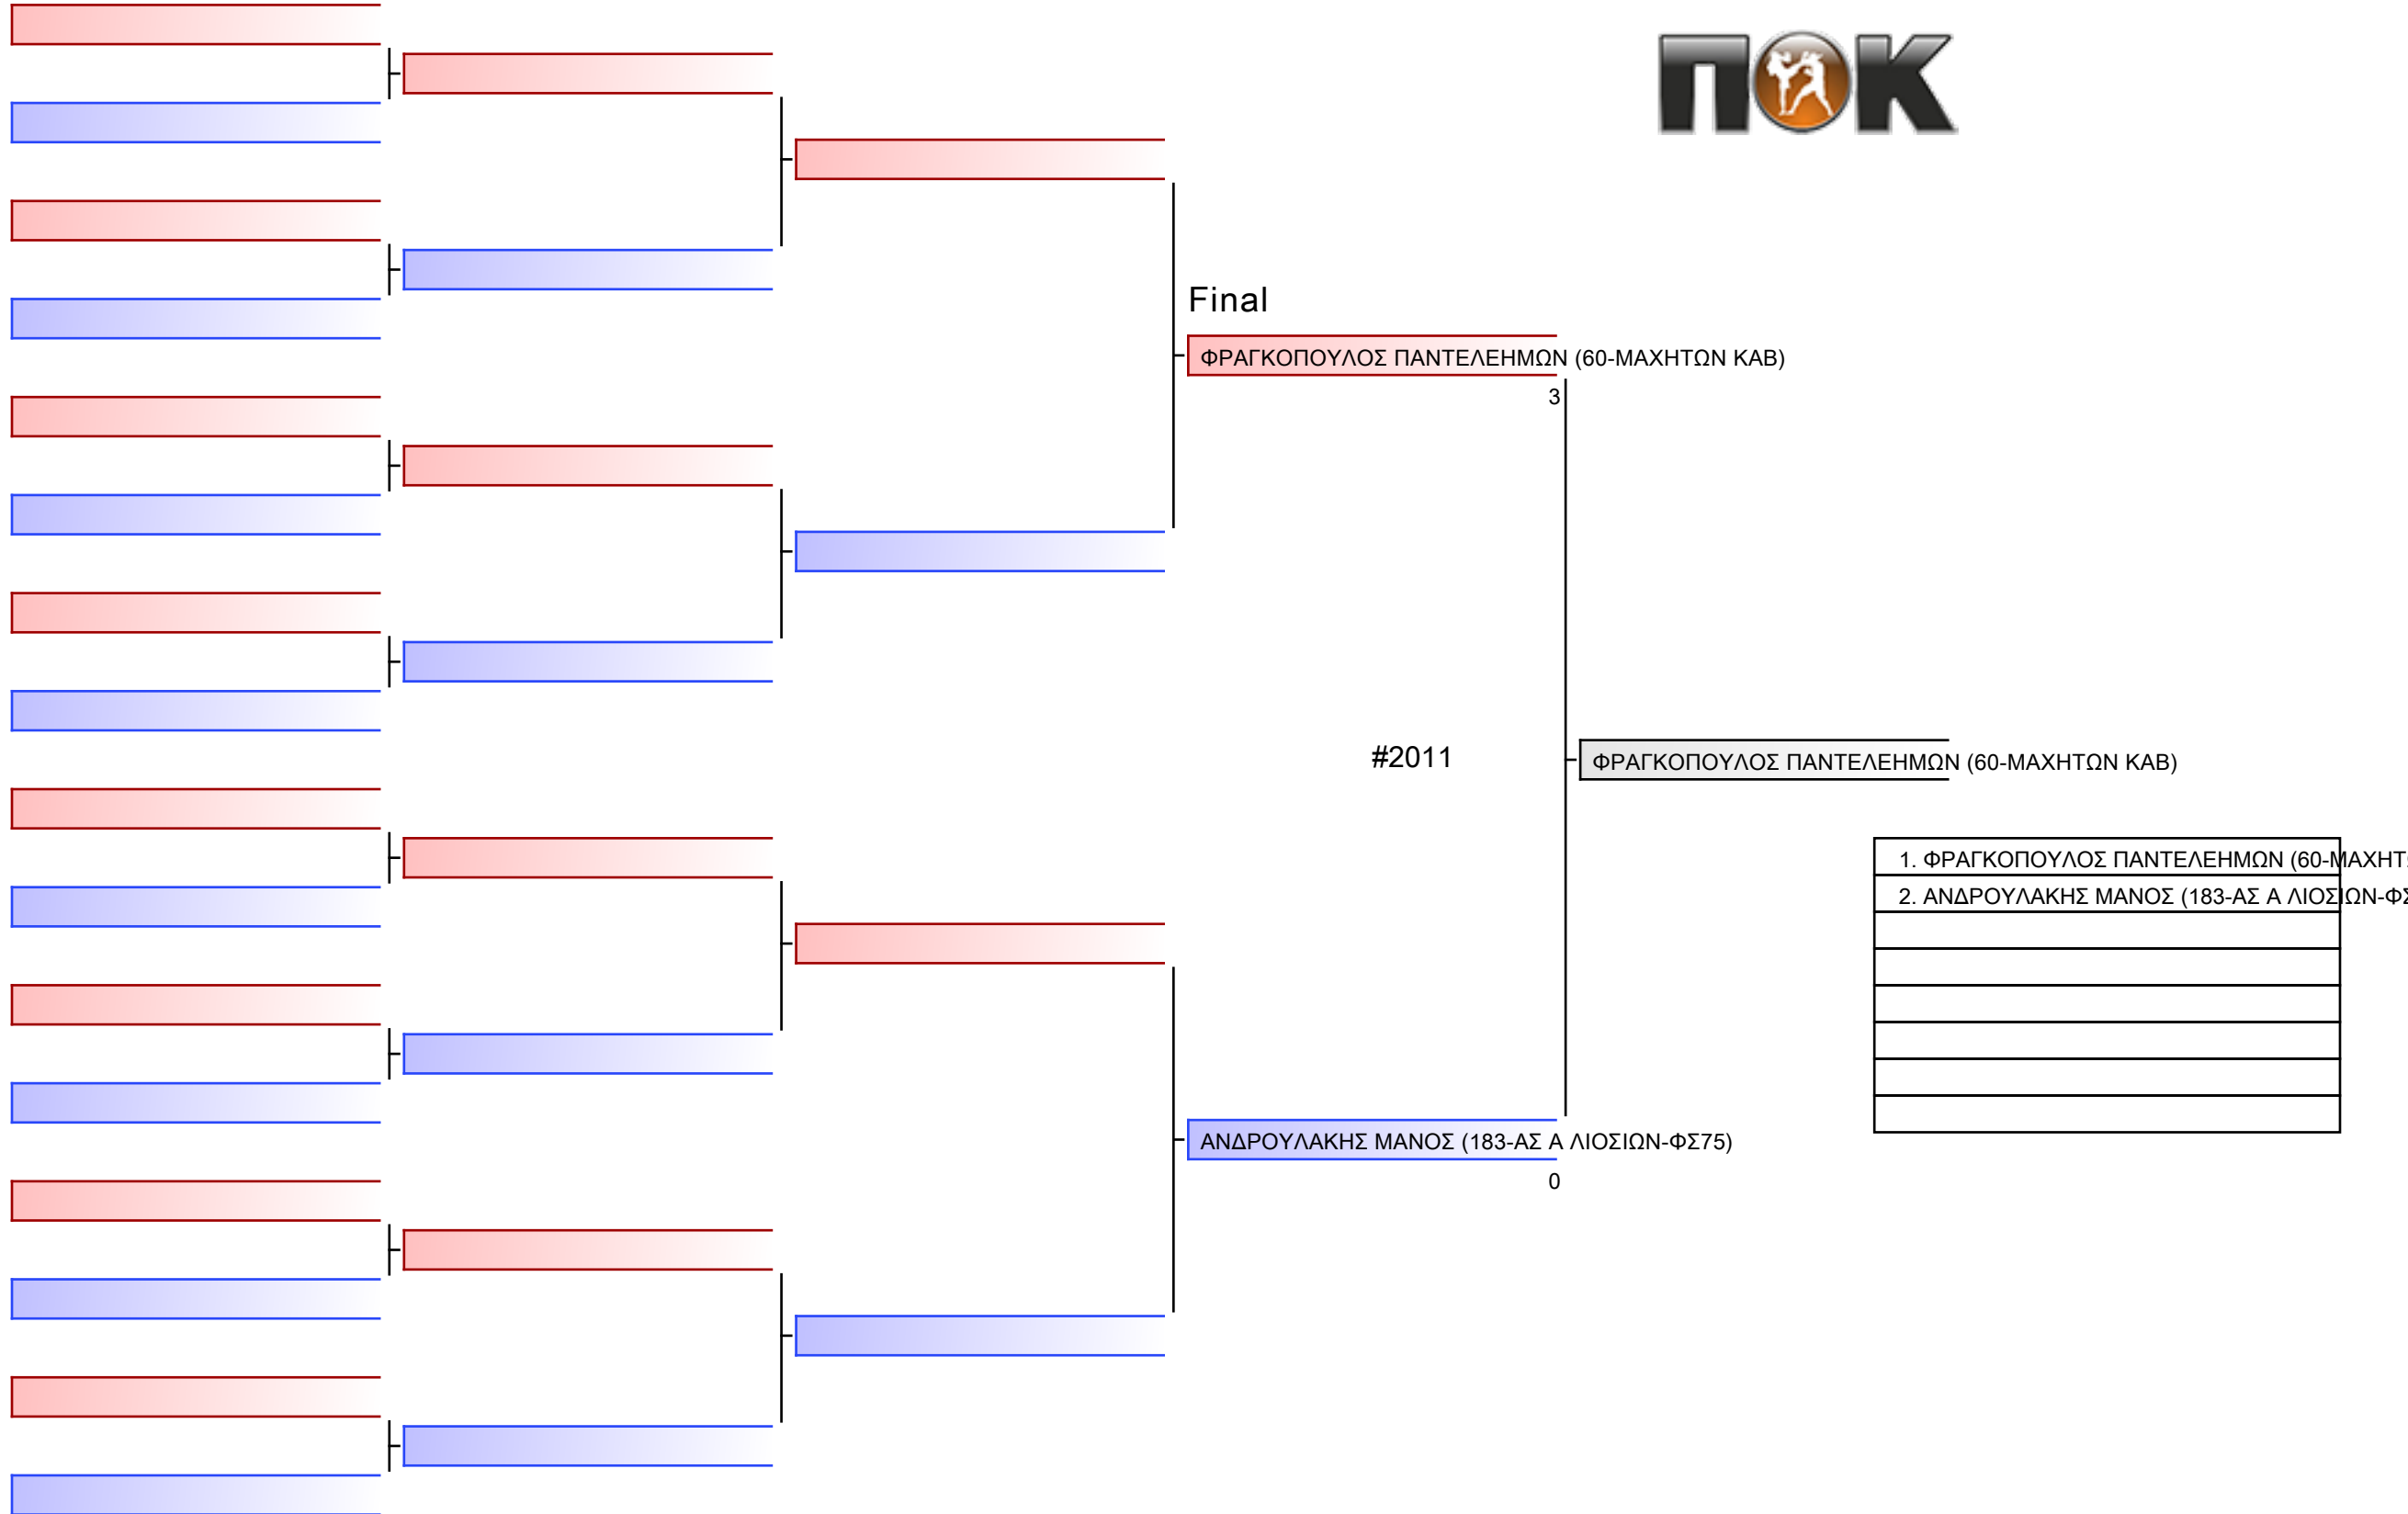 ΠΟΚ
Final
ΦΡΑΓΚΟΠΟΥΛΟΣ ΠΑΝΤΕΛΕΗΜΩΝ (60-ΜΑΧΗΤΩΝ ΚΑΒ)
3
#2011
ΦΡΑΓΚΟΠΟΥΛΟΣ ΠΑΝΤΕΛΕΗΜΩΝ (60-ΜΑΧΗΤΩΝ ΚΑΒ)
1. ΦΡΑΓΚΟΠΟΥΛΟΣ ΠΑΝΤΕΛΕΗΜΩΝ (60-ΜΑΧΗΤ
2. ΑΝΔΡΟΥΛΑΚΗΣ ΜΑΝΟΣ (183-ΑΣ Α ΛΙΟΣΙΩΝ-ΦΣ
ΑΝΔΡΟΥΛΑΚΗΣ ΜΑΝΟΣ (183-ΑΣ Α ΛΙΟΣΙΩΝ-ΦΣ75)
0